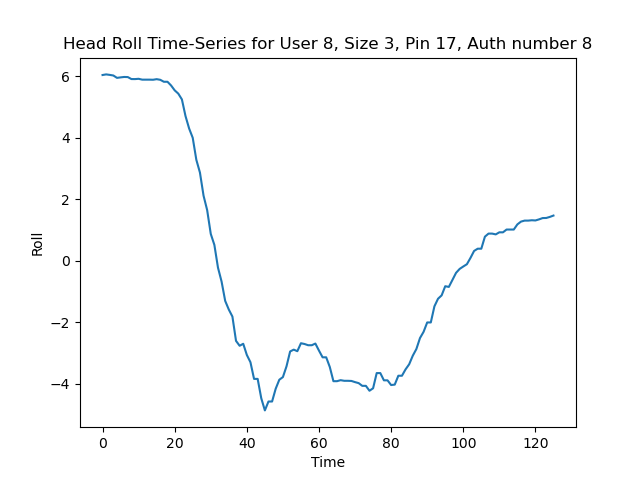 Head Roll Time-Series for User 8, Size 3, Pin 17, Auth number 8
6
4
2
0
−2
−4
Roll
0 20 40 60 80 100 120
Time